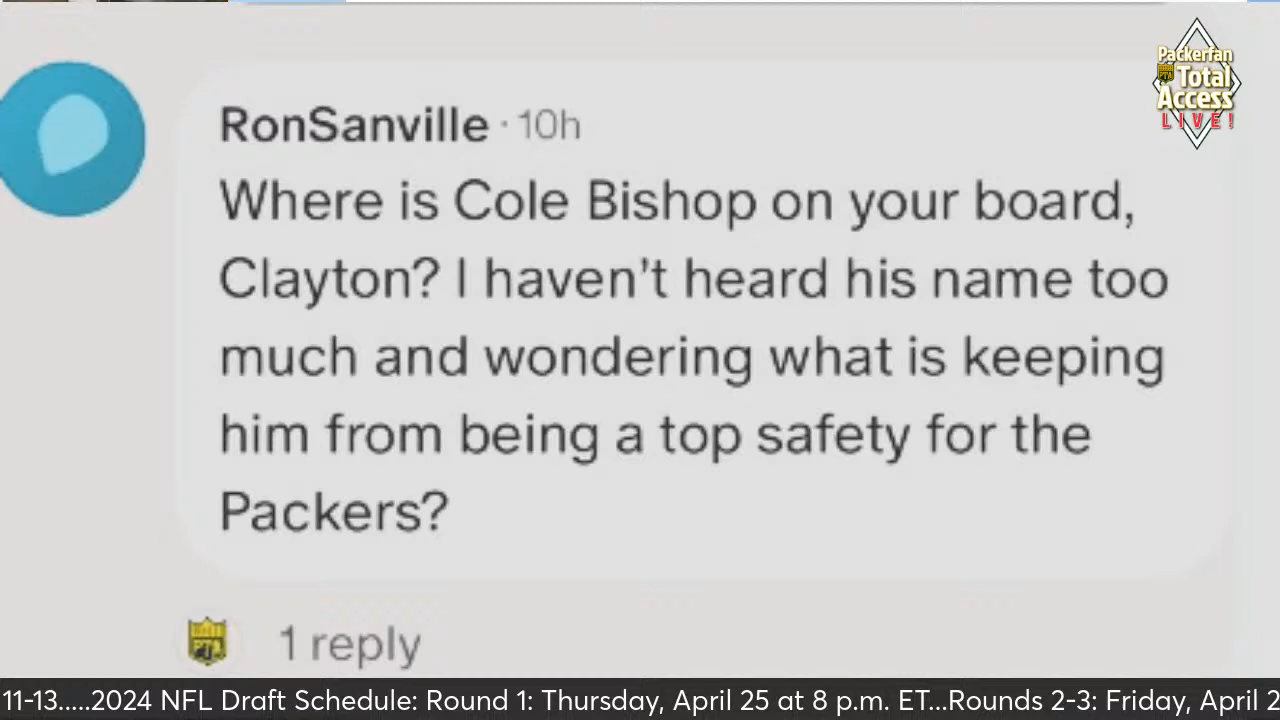 Packerfan
Total
Access
LIVE!
RonSanville · 10h
Where is Cole Bishop on your board,
Clayton? I haven't heard his name too
much and wondering what is keeping
him from being a top safety for the
Packers?
PTA
1 reply
11-13.....2024 NFL Draft Schedule: Round 1: Thursday, April 25 at 8 p.m. ET...Rounds 2-3: Friday, April 2